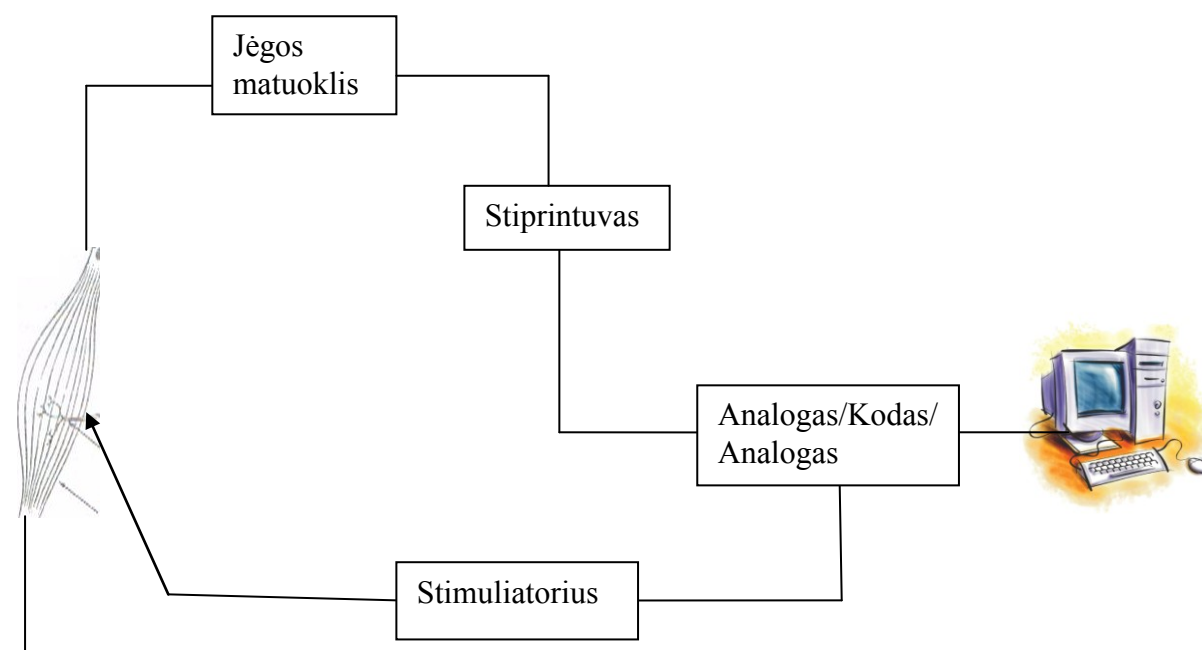 Jėgos
matuoklis
Stiprintuvas
Analogas/Kodas/
Analogas
Stimuliatorius